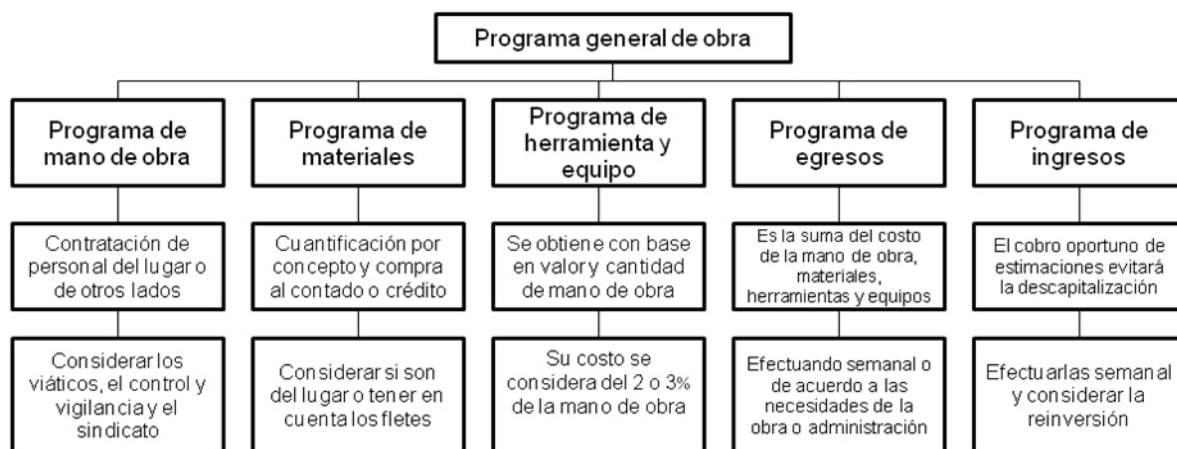 Programa general de obra
Programa de
mano de obra
Contratación de
personal del lugar o
de otros lados
Considerar los
viáticos, el control y
vigilancia y el
sindicato
Programa de
materiales
Cuantificación por
concepto y compra
al contado o crédito
Considerar si son
del lugar o tener en
cuenta los fletes
Programa de
herramienta y
equipo
Se obtiene con base
en valor y cantidad
de mano de obra
Su costo se
considera del 2 o 3%
de la mano de obra
Programa de
egresos
Es la suma del costo
de la mano de obra,
materiales,
herramientas y equipos
Efectuando semanal o
de acuerdo a las
necesidades de la
obra o administración
Programa de
ingresos
El cobro oportuno de
estimaciones evitará
la descapitalización
Efectuarlas semanal
y considerar la
reinversión